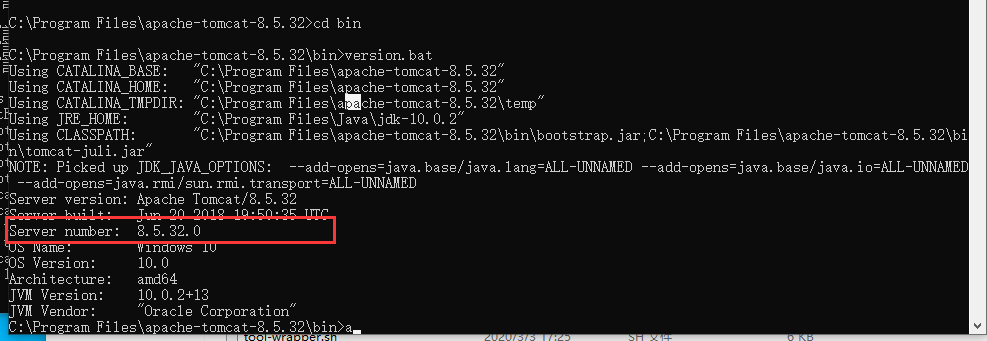 C:\Program Files\apache-tomcat-8.5.32>cd bin
C:\Program Files\apache-tomcat-8.5.32\bin>version.bat
Using CATALINA_BASE:   "C:\Program Files\apache-tomcat-8.5.32"
Using CATALINA_HOME:   "C:\Program Files\apache-tomcat-8.5.32"
Using CATALINA_TMPDIR: "C:\Program Files\apache-tomcat-8.5.32\temp"
Using JRE_HOME:        "C:\Program Files\Java\jdk-10.0.2"
Using CLASSPATH:       "C:\Program Files\apache-tomcat-8.5.32\bin\bootstrap.jar;C:\Program Files\apache-tomcat-8.5.32\bi
n\tomcat-juli.jar"
NOTE: Picked up JDK_JAVA_OPTIONS:  --add-opens=java.base/java.lang=ALL-UNNAMED --add-opens=java.base/java.io=ALL-UNNAMED
--add-opens=java.rmi/sun.rmi.transport=ALL-UNNAMED
Server version: Apache Tomcat/8.5.32
Server built:   Jun 20 2018 19:50:35 UTC
Server number:  8.5.32.0
OS Name:        Windows 10
OS Version:     10.0
Architecture:   amd64
JVM Version:    10.0.2+13
JVM Vendor:     "Oracle Corporation"
C:\Program Files\apache-tomcat-8.5.32\bin>a
tool-wrapper.sh 2020/3/3 17:25 SH 文件 6 KB